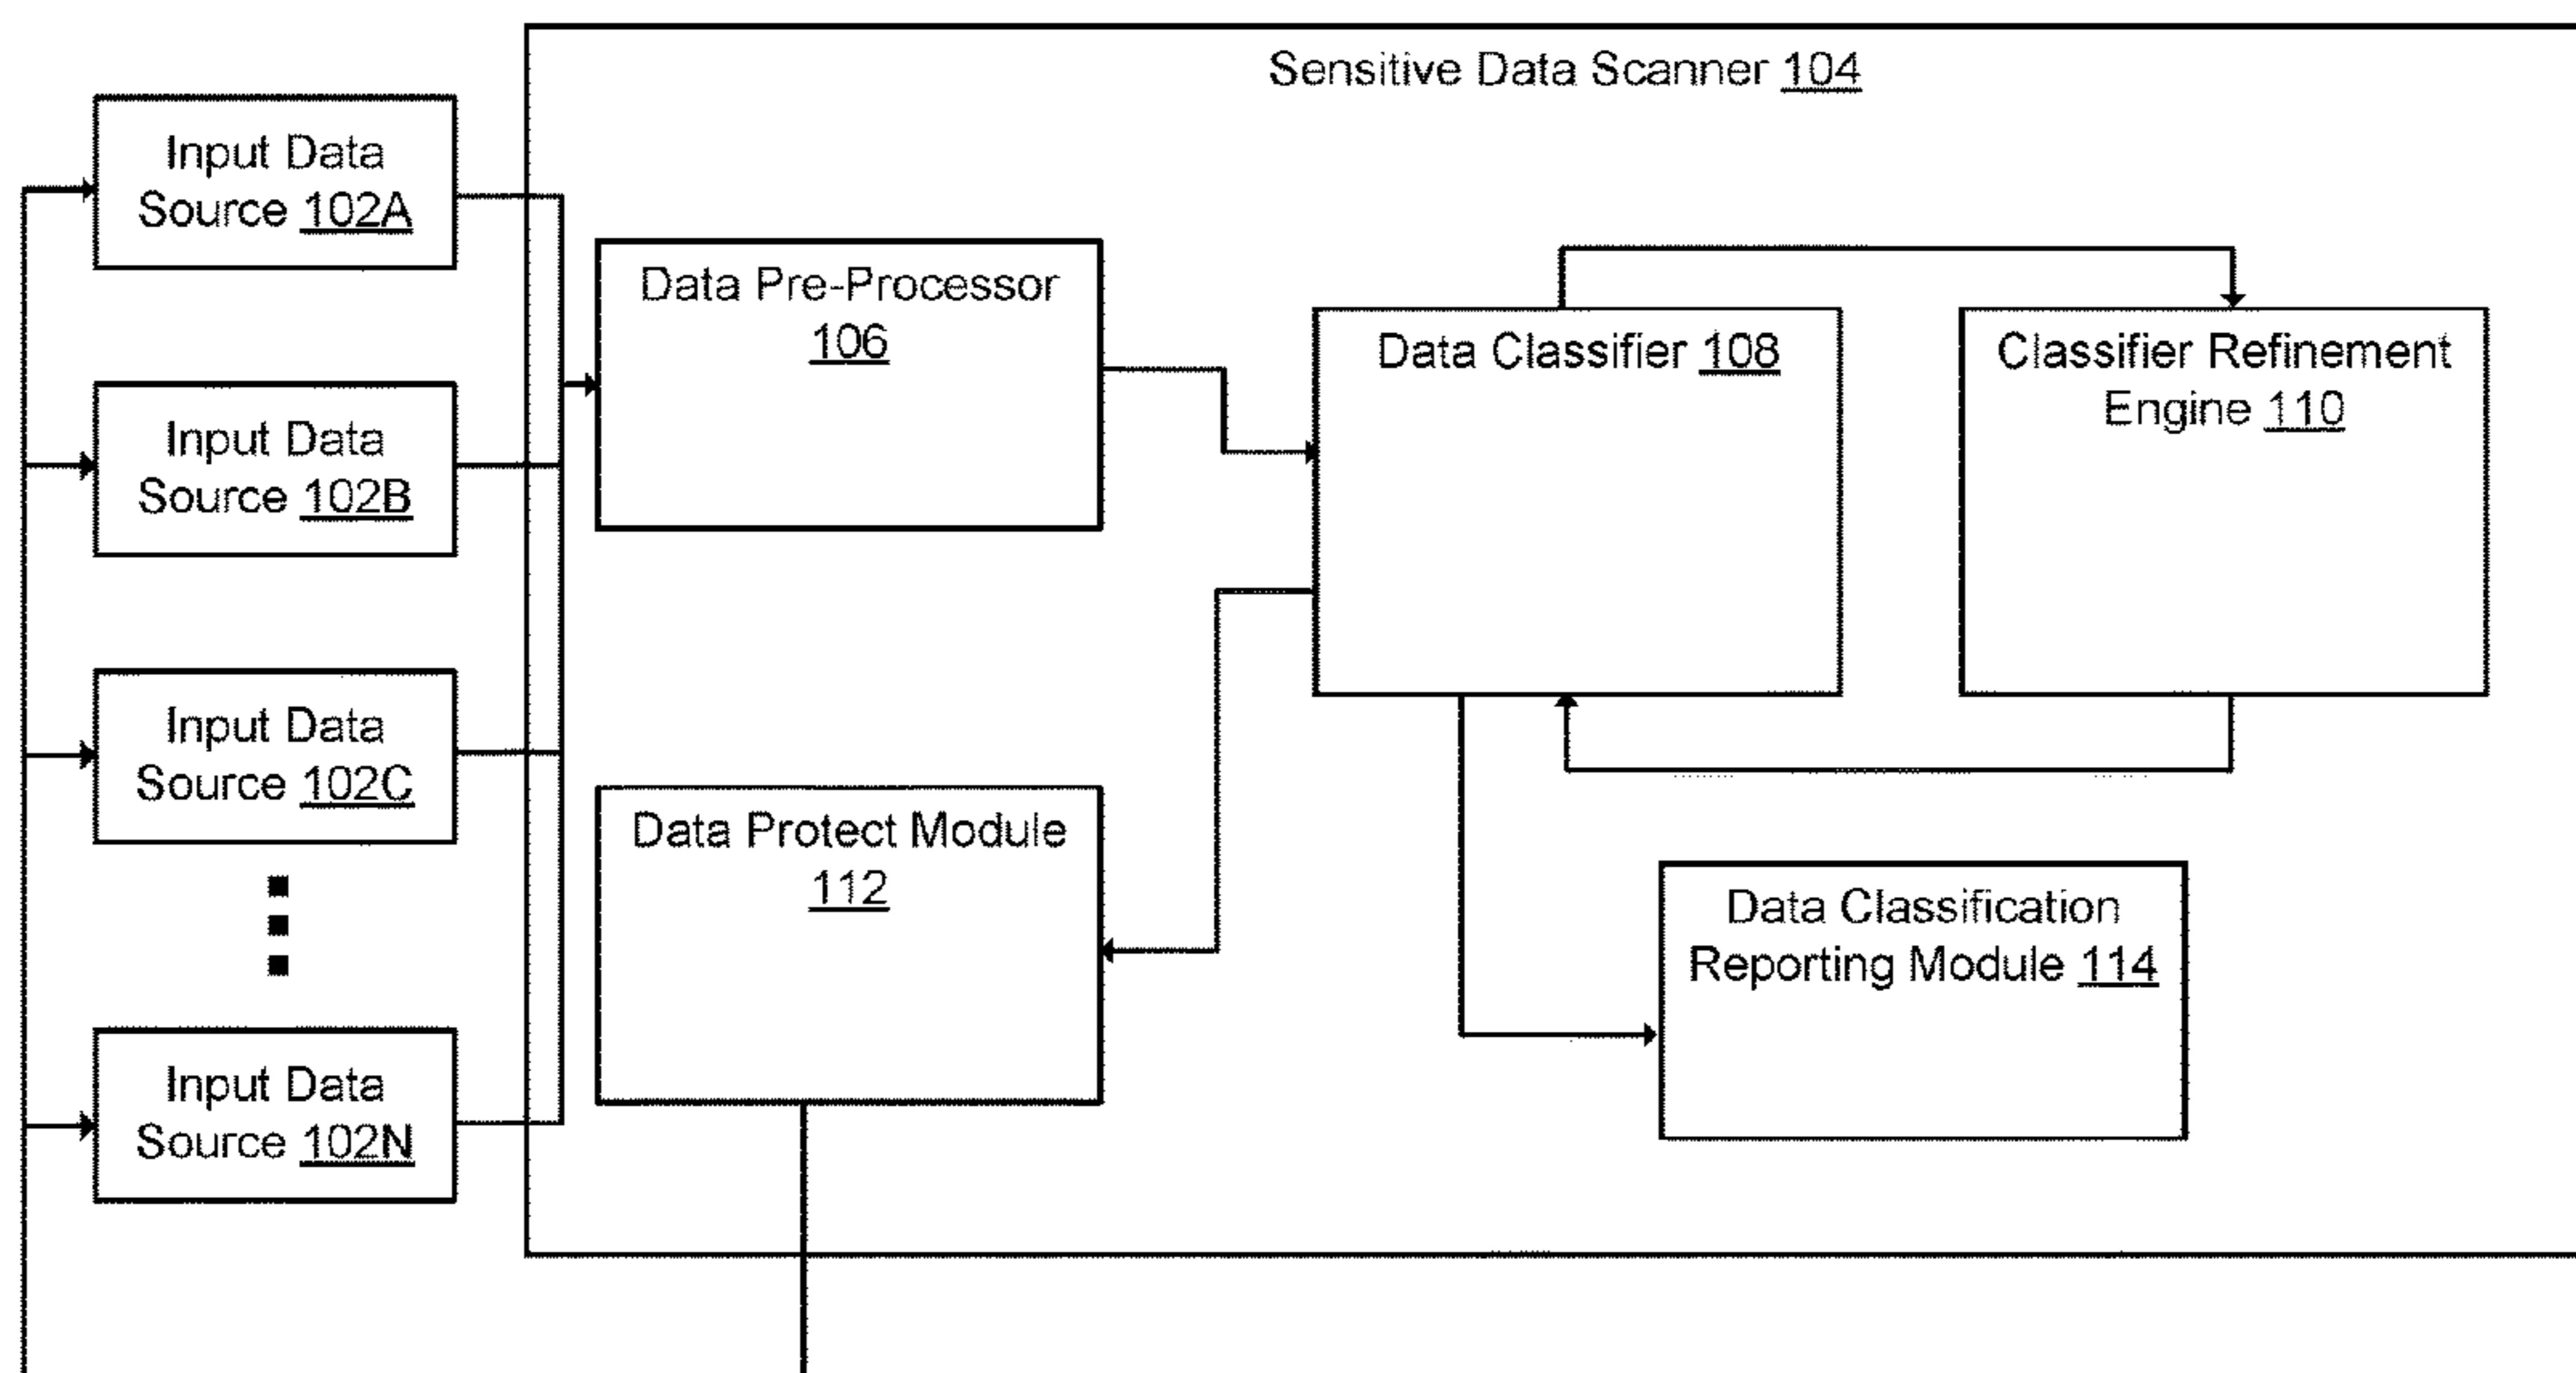 Sensitive Data Scanner 104
Input Data
Source 102A
Input Data
Source 102B
Input Data
Source 102C
Input Data
Source 102N
Data Pre-Processor
106
Data Protect Module
112
Data Classifier 108
Classifier Refinement
Engine 110
Data Classification
Reporting Module 114